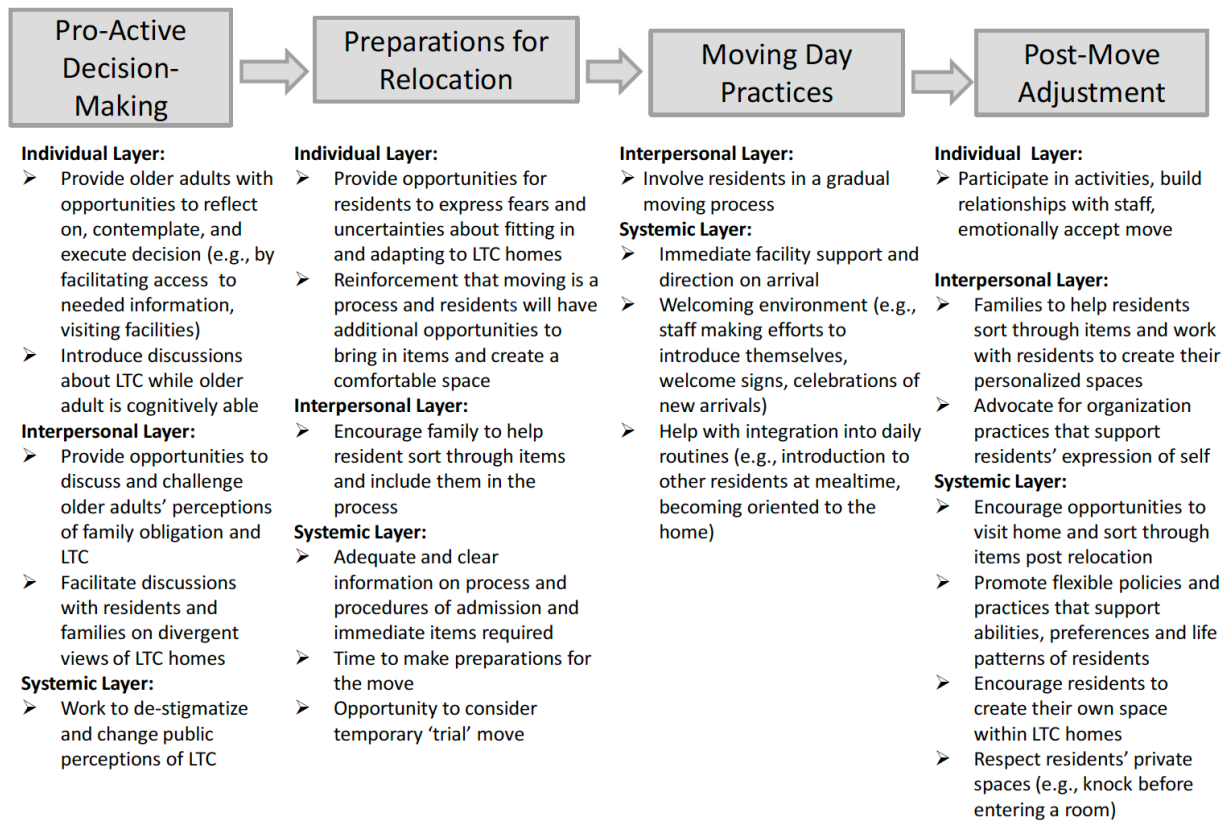 Pro-Active
Decision-
Making
Preparations for
Relocation
Moving Day
Practices
Post-Move
Adjustment
Individual Layer:
➢ Provide older adults with
opportunities to reflect
on, contemplate, and
execute decision (e.g., by
facilitating access to
needed information,
visiting facilities)
➢ Introduce discussions
about LTC while older
adult is cognitively able
Interpersonal Layer:
➢ Provide opportunities to
discuss and challenge
older adults’ perceptions
of family obligation and
LTC
➢ Facilitate discussions
with residents and
families on divergent
views of LTC homes
Systemic Layer:
➢ Work to de-stigmatize
and change public
perceptions of LTC
Individual Layer:
➢ Provide opportunities for
residents to express fears and
uncertainties about fitting in
and adapting to LTC homes
➢ Reinforcement that moving is a
process and residents will have
additional opportunities to
bring in items and create a
comfortable space
Interpersonal Layer:
➢ Encourage family to help
resident sort through items
and include them in the
process
Systemic Layer:
➢ Adequate and clear
information on process and
procedures of admission and
immediate items required
➢ Time to make preparations for
the move
➢ Opportunity to consider
temporary ‘trial’ move
Interpersonal Layer:
➢ Involve residents in a gradual
moving process
Systemic Layer:
➢ Immediate facility support and
direction on arrival
➢ Welcoming environment (e.g.,
staff making efforts to
introduce themselves,
welcome signs, celebrations of
new arrivals)
➢ Help with integration into daily
routines (e.g., introduction to
other residents at mealtime,
becoming oriented to the
home)
Individual Layer:
➢ Participate in activities, build
relationships with staff,
emotionally accept move
Interpersonal Layer:
➢ Families to help residents
sort through items and work
with residents to create their
personalized spaces
➢ Advocate for organization
practices that support
residents’ expression of self
Systemic Layer:
➢ Encourage opportunities to
visit home and sort through
items post relocation
➢ Promote flexible policies and
practices that support
abilities, preferences and life
patterns of residents
➢ Encourage residents to
create their own space
within LTC homes
➢ Respect residents’ private
spaces (e.g., knock before
entering a room)